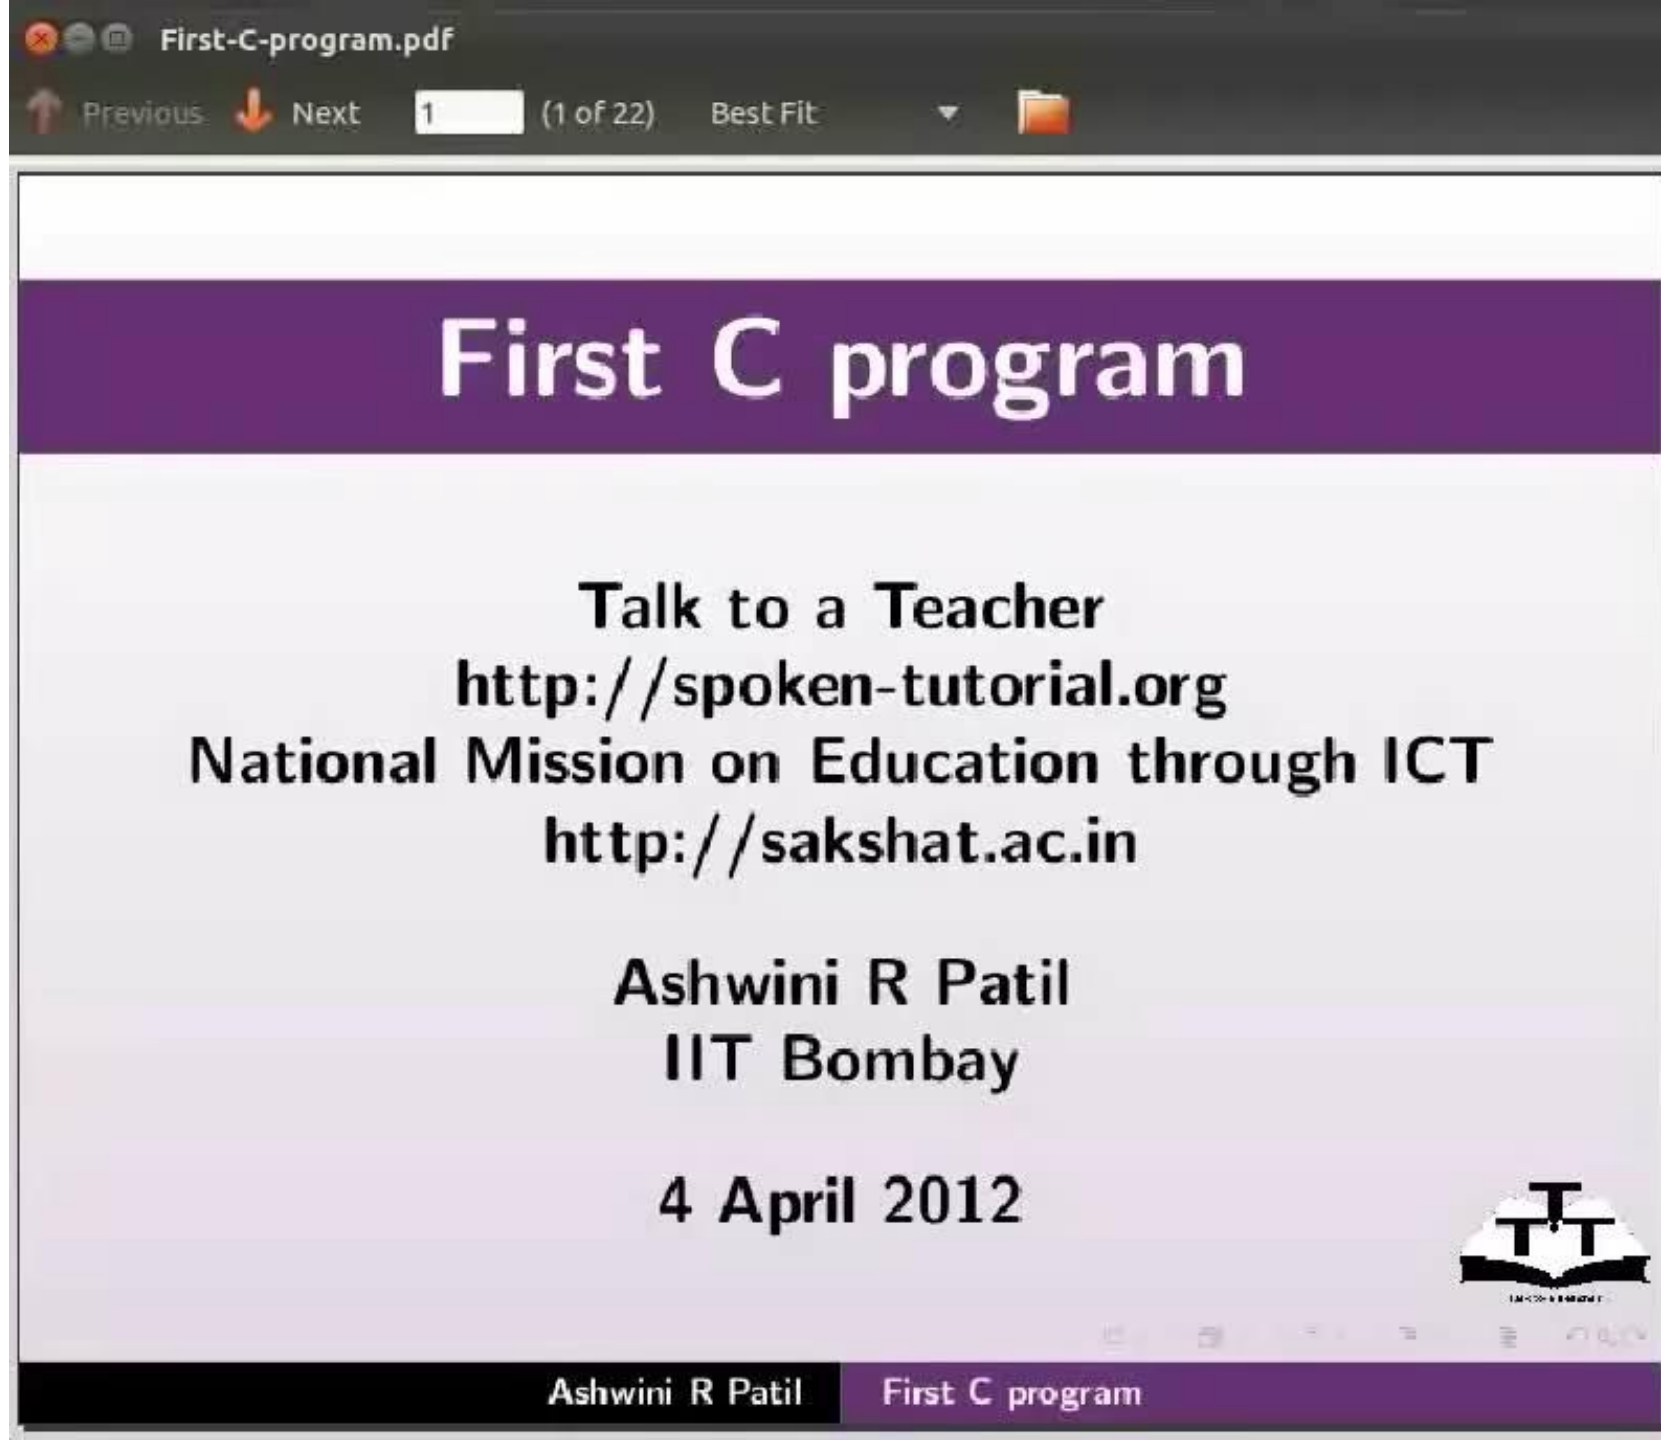 First-C-program.pdf
Previous Next 1 (1 of 22) Best Fit
First C program
Talk to a Teacher
http://spoken-tutorial.org
National Mission on Education through ICT
http://sakshat.ac.in
Ashwini R Patil
IIT Bombay
4 April 2012
T
T T
Ashwini R Patil First C program